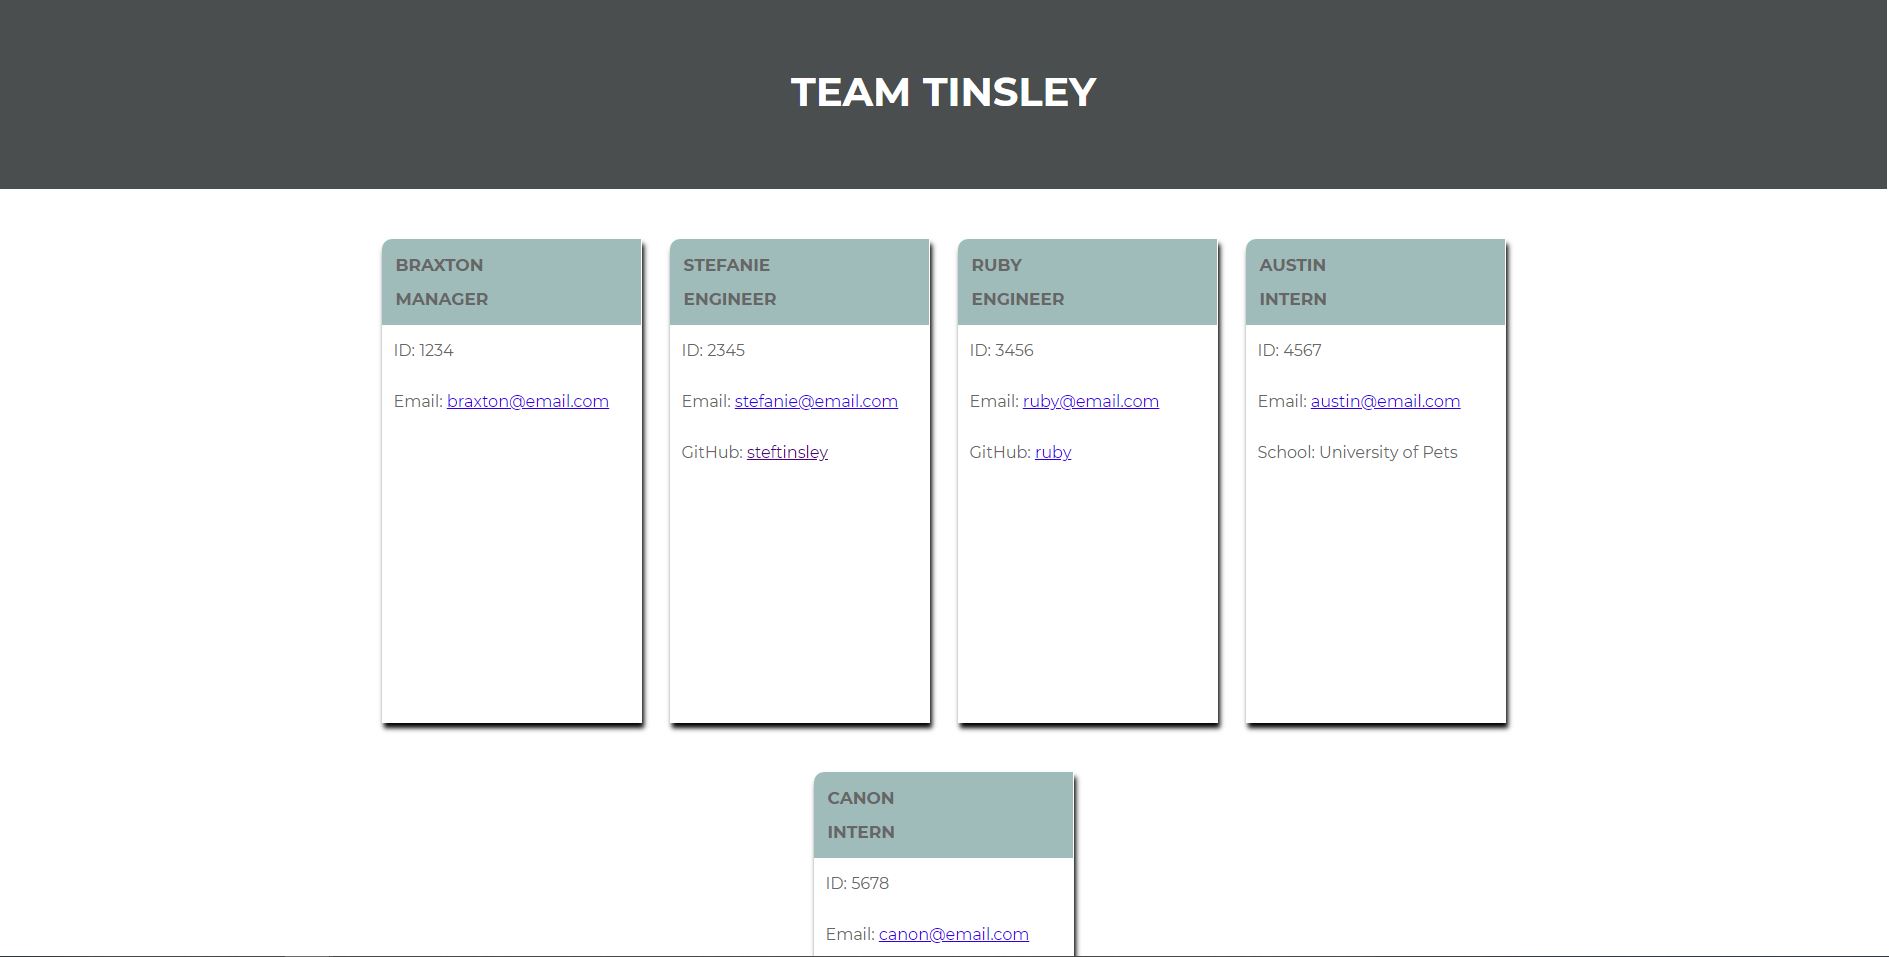 TEAM TINSLEY
BRAXTON
MANAGER
ID: 1234
Email: braxton@email.com
STEFANIE
ENGINEER
ID: 2345
Email: stefanie@email.com
GitHub: steftinsley
RUBY
ENGINEER
ID: 3456
Email: ruby@email.com
GitHub: ruby
AUSTIN
INTERN
ID: 4567
Email: austin@email.com
School: University of Pets
CANON
INTERN
ID: 5678
Email: canon@email.com